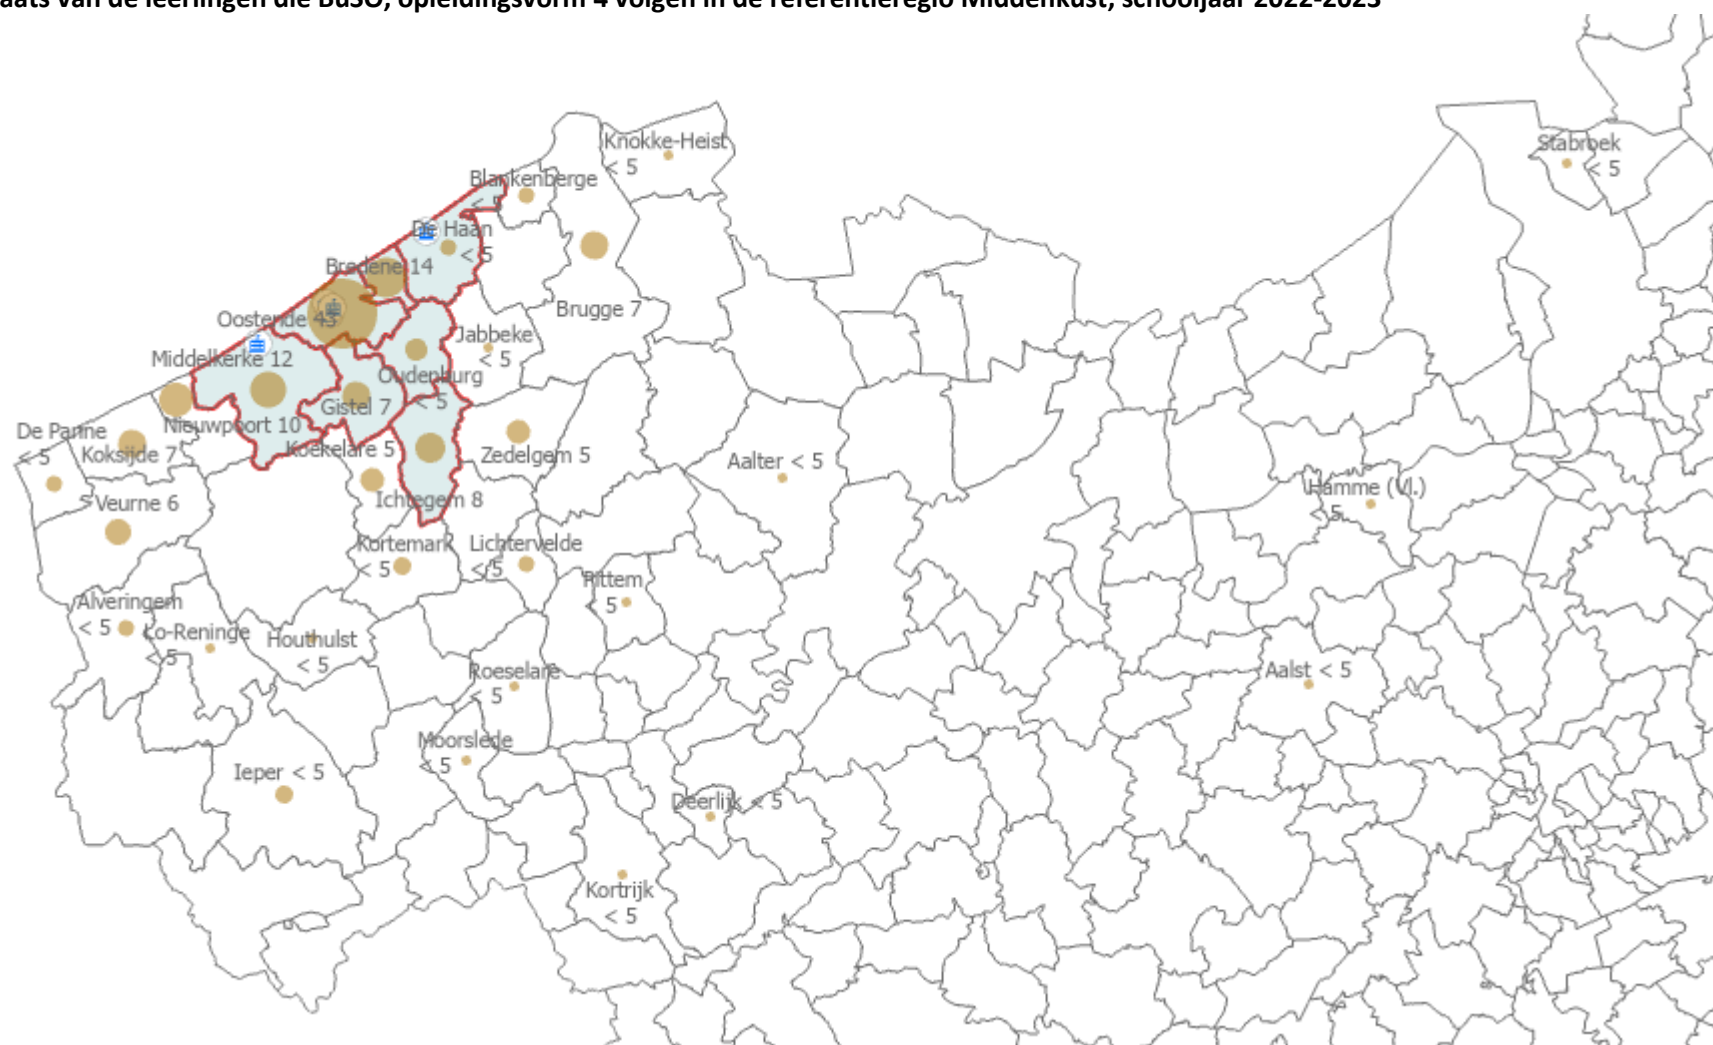 aats van de leerlingen die BuSO, opleidingsvorm 4 volgen in de referentieregio Middenkust, schooljaar 2022-2023
Knokke-Heist
< 5
Stabroek
< 5
Blankenberge
< 5
De Haan
< 5
Bredene 14
Brugge 7
Oostende 43
Jabbeke
< 5
Middelkerke 12
Oudenburg
< 5
Gistel 7
Nieuwpoort 10
De Panne
< 5
Koksijde 7
Koekelare 5
Zedelgem 5
Aalter < 5
Hamme (Vl.)
< 5
Veurne 6
Ichtegem 8
Kortemark
< 5
Lichtervelde
< 5
Pittem
5
Alveringem
< 5
Lo-Reninge
< 5
Houthulst
< 5
Roeselare
< 5
Aalst < 5
Moorslede
< 5
Ieper < 5
Deerlijk < 5
Kortrijk
< 5